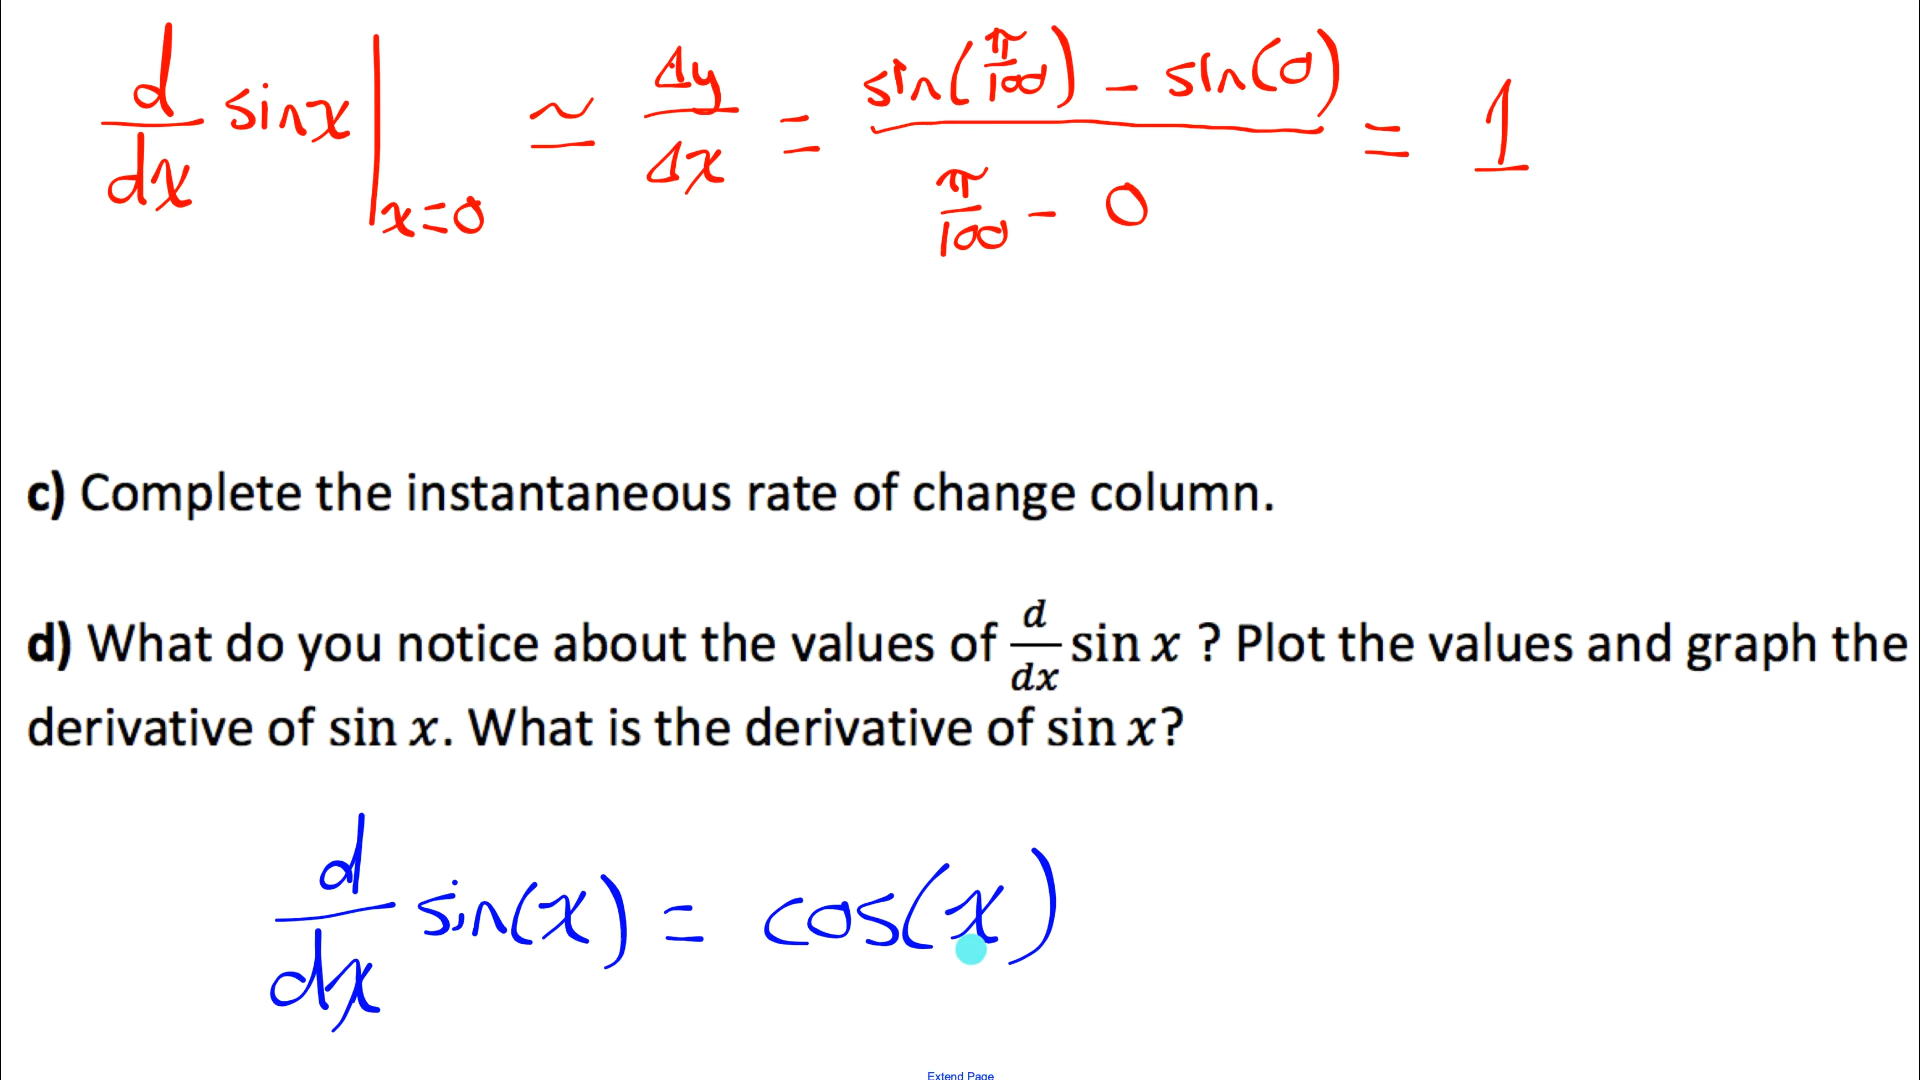 d/dx sinx |x=0 ≃ Δy/Δx = (sin(π/100) - sin(0))/(π/100 - 0) = 1
c) Complete the instantaneous rate of change column.
d) What do you notice about the values of d/dx sin x ? Plot the values and graph the
derivative of sin x. What is the derivative of sin x?
d/dx sin(x) = cos(x)
Extend Page